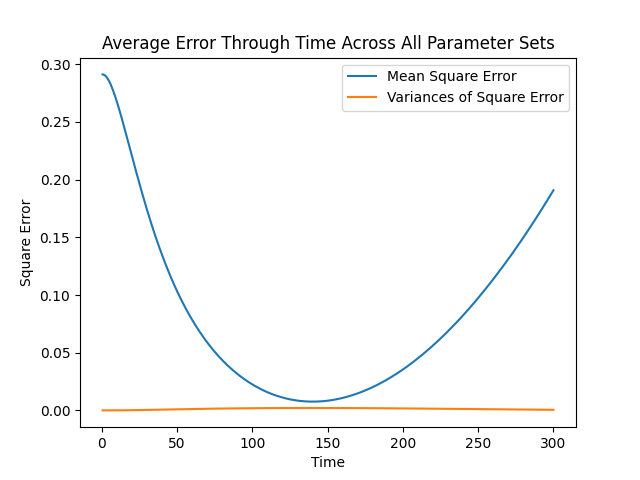 Average Error Through Time Across All Parameter Sets
Mean Square Error
Variances of Square Error
Square Error
0.30
0.25
0.20
0.15
0.10
0.05
0.00
0 50 100 150 200 250 300
Time